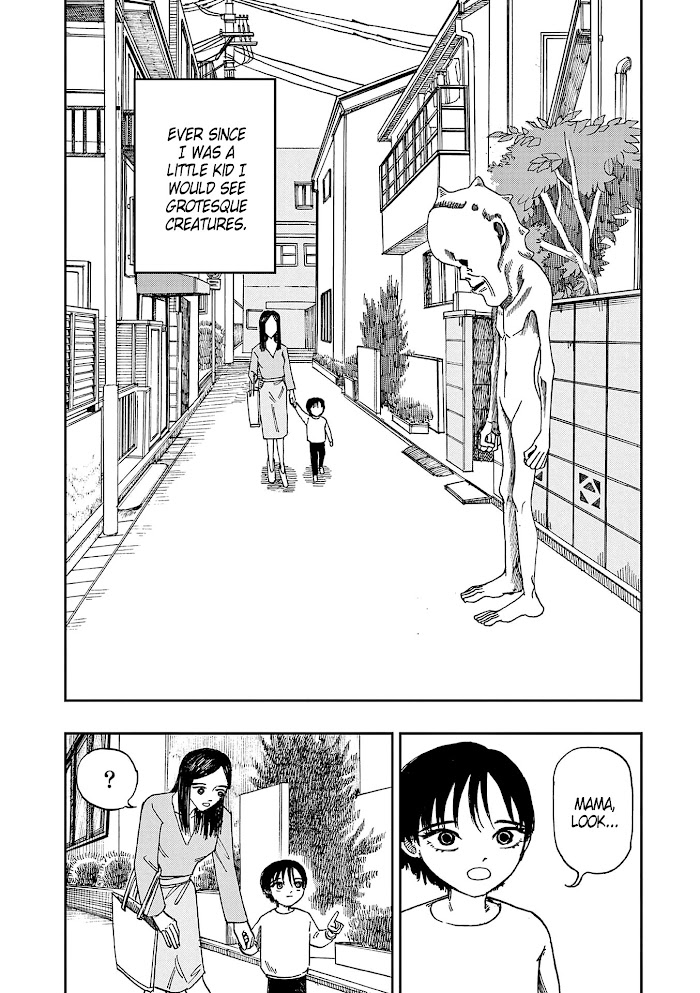 EVER SINCE
I WAS A
LITTLE KID I
WOULD SEE
GROTESQUE
CREATURES.
MAMA,
LOOK...
?